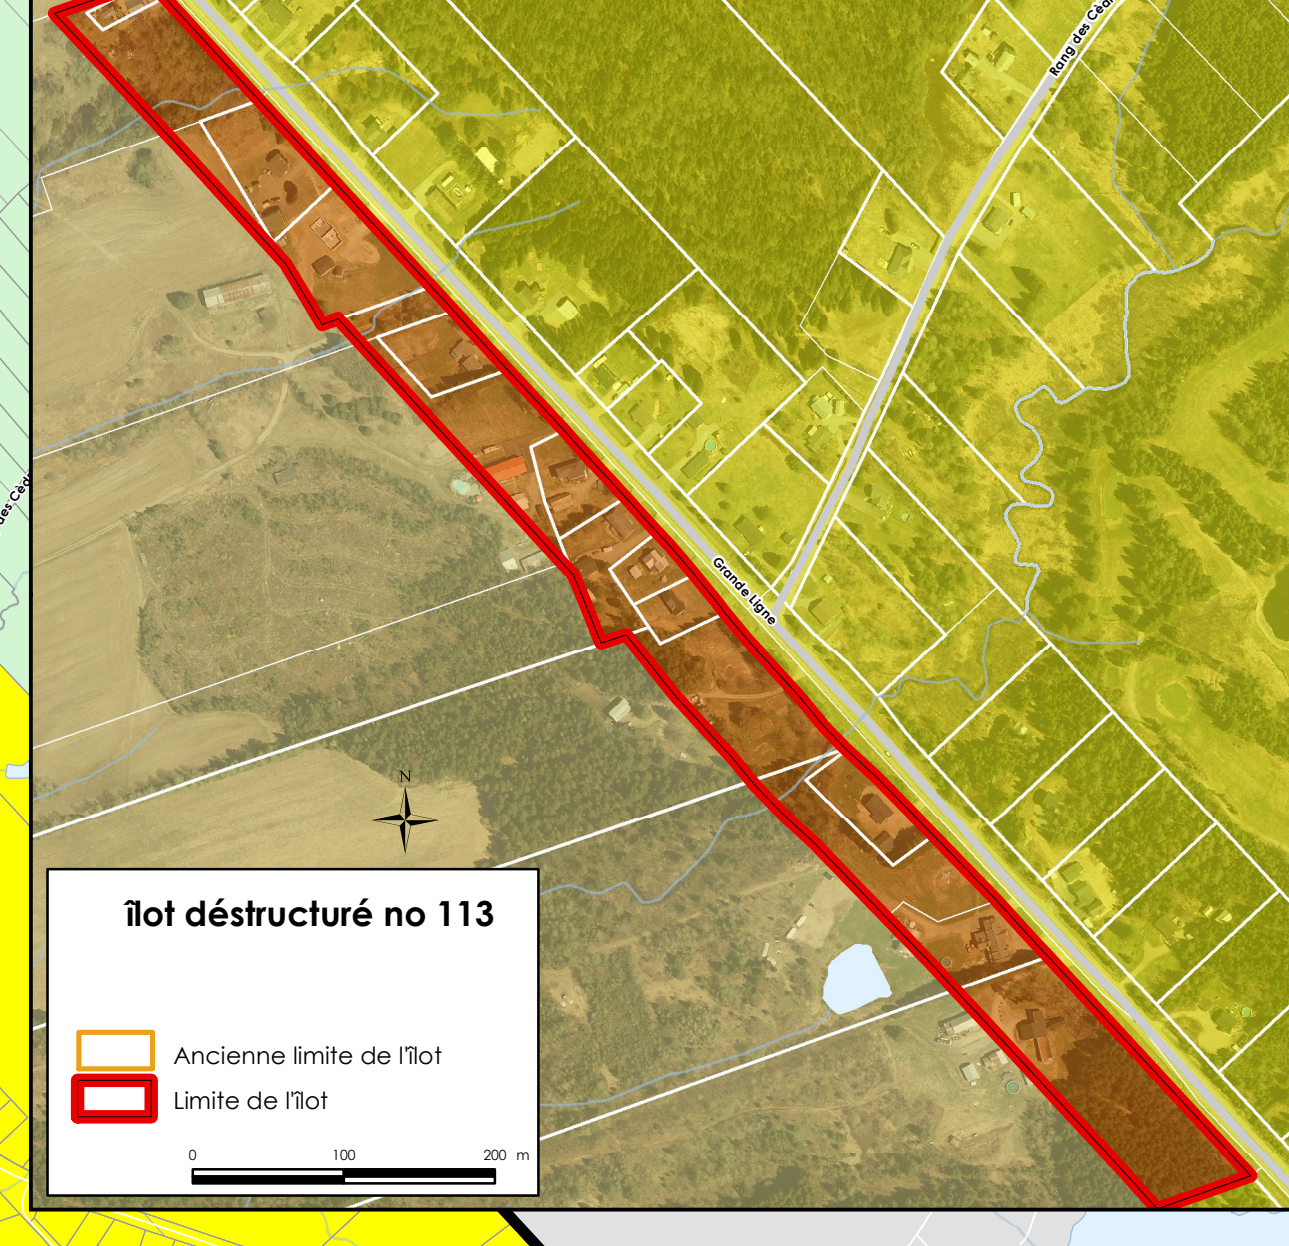 Rang des Cèd
des Cèd
Grande Ligne
N
îlot déstructuré no 113
Ancienne limite de l'îlot
Limite de l'îlot
0 100 200 m